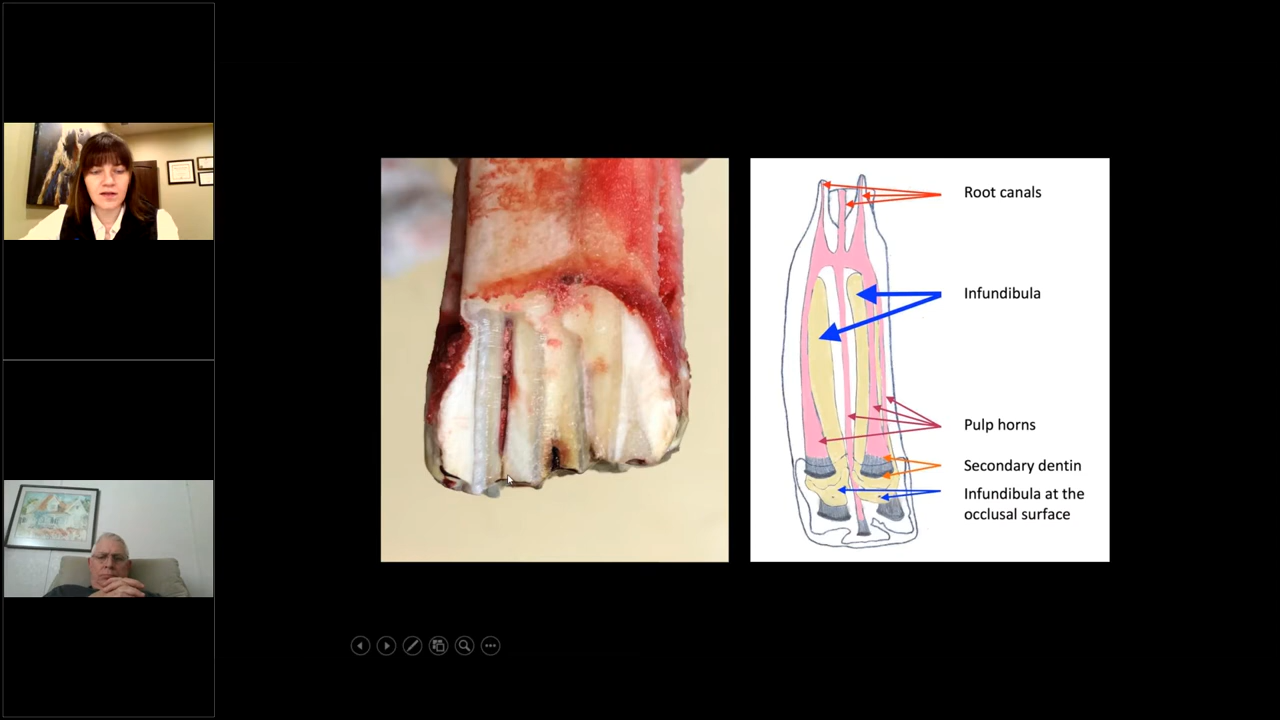 Root canals
Infundibula
Pulp horns
Secondary dentin
Infundibula at the
occlusal surface